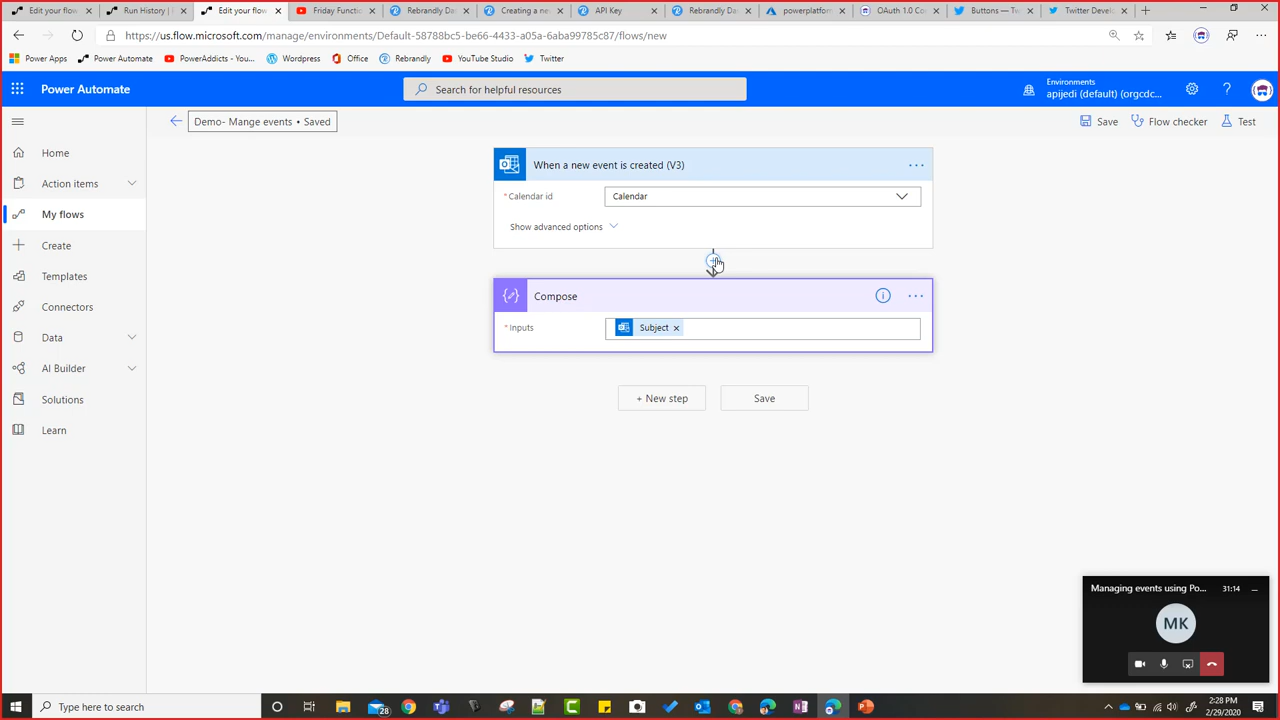 Edit your flow
Run History |
Edit your flow
Friday Functi
Rebrandly Da
Creating a ne
API Key
Rebrandly Da
powerplatfor
OAuth 1.0 Co
Buttons — Tw
Twitter Devel
https://us.flow.microsoft.com/manage/environments/Default-58788bc5-be66-4433-a05a-6aba99785c87/flows/new
Power Apps
Power Automate
PowerAddicts - You...
Wordpress
Office
Rebrandly
YouTube Studio
Twitter
Power Automate
Search for helpful resources
Environments
apijedi (default) (orgcdc...
Demo- Mange events • Saved
Save
Flow checker
Test
Home
Action items
My flows
Create
Templates
Connectors
Data
AI Builder
Solutions
Learn
When a new event is created (V3)
* Calendar id
Calendar
Show advanced options
Compose
* Inputs
Subject
+ New step
Save
Managing events using Po...
31:14
MK
Type here to search
28
2:28 PM
2/29/2020